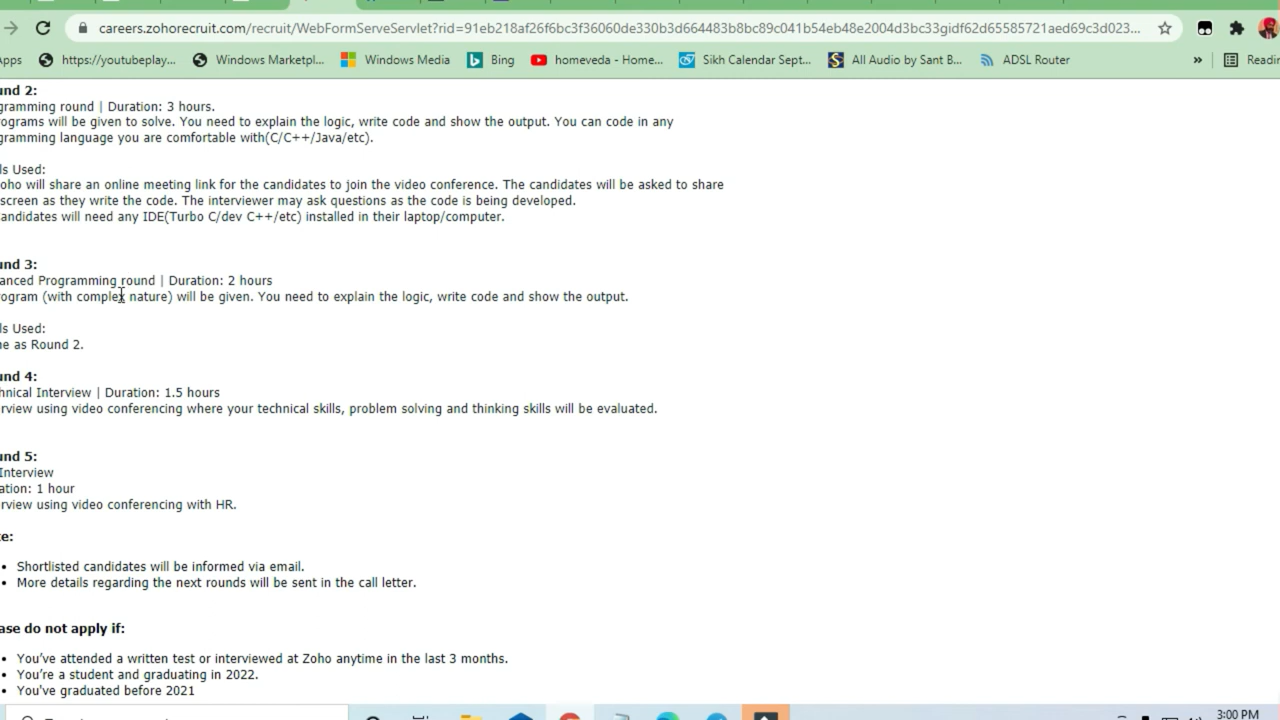 careers.zohorecruit.com/recruit/WebFormServeServlet?rid=91eb218af26f6bc3f36060de330b3d664483b8bc89c041b54eb48e2004d3bc33gidf62d65585721aed69c3d023...
pps https://youtubeplay... Windows Marketpl... Windows Media Bing homeveda - Home... Sikh Calendar Sept... All Audio by Sant B... ADSL Router » Readin
und 2:
gramming round | Duration: 3 hours.
rograms will be given to solve. You need to explain the logic, write code and show the output. You can code in any
gramming language you are comfortable with(C/C++/Java/etc).
ls Used:
oho will share an online meeting link for the candidates to join the video conference. The candidates will be asked to share
screen as they write the code. The interviewer may ask questions as the code is being developed.
andidates will need any IDE(Turbo C/dev C++/etc) installed in their laptop/computer.
und 3:
anced Programming round | Duration: 2 hours
rogram (with complex nature) will be given. You need to explain the logic, write code and show the output.
ls Used:
ne as Round 2.
und 4:
hnical Interview | Duration: 1.5 hours
rview using video conferencing where your technical skills, problem solving and thinking skills will be evaluated.
und 5:
Interview
ation: 1 hour
rview using video conferencing with HR.
te:
• Shortlisted candidates will be informed via email.
• More details regarding the next rounds will be sent in the call letter.
ase do not apply if:
• You’ve attended a written test or interviewed at Zoho anytime in the last 3 months.
• You’re a student and graduating in 2022.
• You've graduated before 2021
3:00 PM